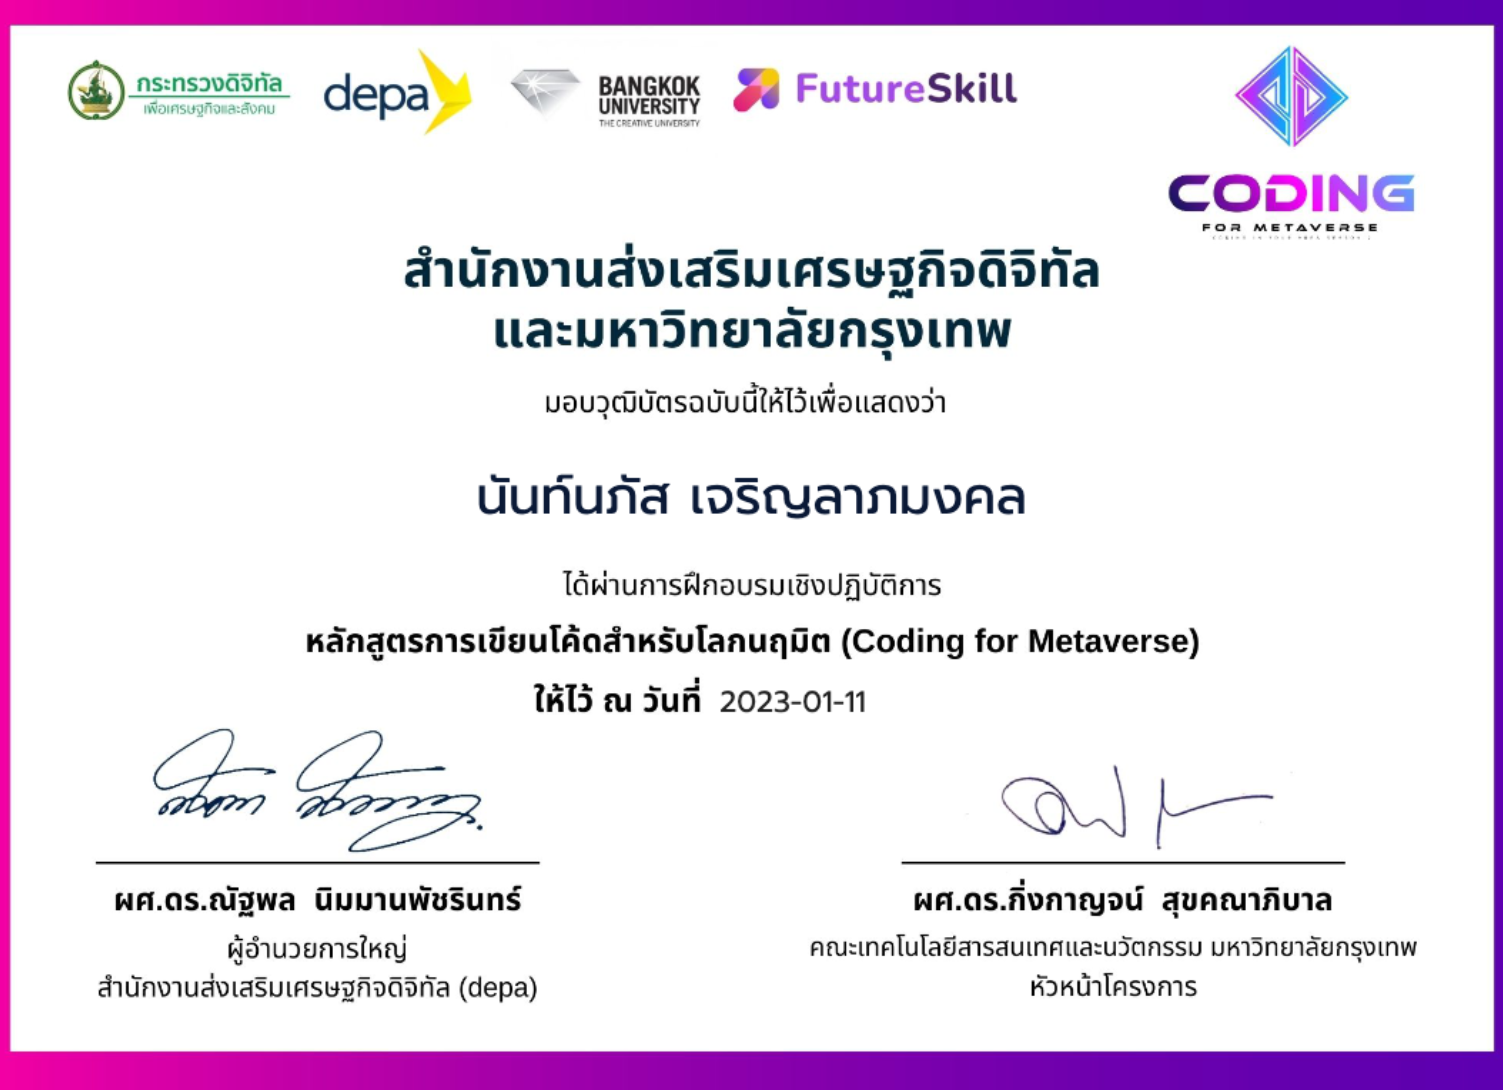 กระทรวงดิจิทัล
เพื่อเศรษฐกิจและสังคม
depa
BANGKOK
UNIVERSITY
THE CREATIVE UNIVERSITY
FutureSkill
CODING
FOR METAVERSE
สำนักงานส่งเสริมเศรษฐกิจดิจิทัล
และมหาวิทยาลัยกรุงเทพ
มอบวุฒิบัตรฉบับนี้ให้ไว้เพื่อแสดงว่า
นันท์นภัส เจริญลาภมงคล
ได้ผ่านการฝึกอบรมเชิงปฏิบัติการ
หลักสูตรการเขียนโค้ดสำหรับโลกนฤมิต (Coding for Metaverse)
ให้ไว้ ณ วันที่ 2023-01-11
ผศ.ดร.ณัฐพล นิมมานพัชรินทร์
ผู้อำนวยการใหญ่
สำนักงานส่งเสริมเศรษฐกิจดิจิทัล (depa)
ผศ.ดร.กิ่งกาญจน์ สุขคณาภิบาล
คณะเทคโนโลยีสารสนเทศและนวัตกรรม มหาวิทยาลัยกรุงเทพ
หัวหน้าโครงการ